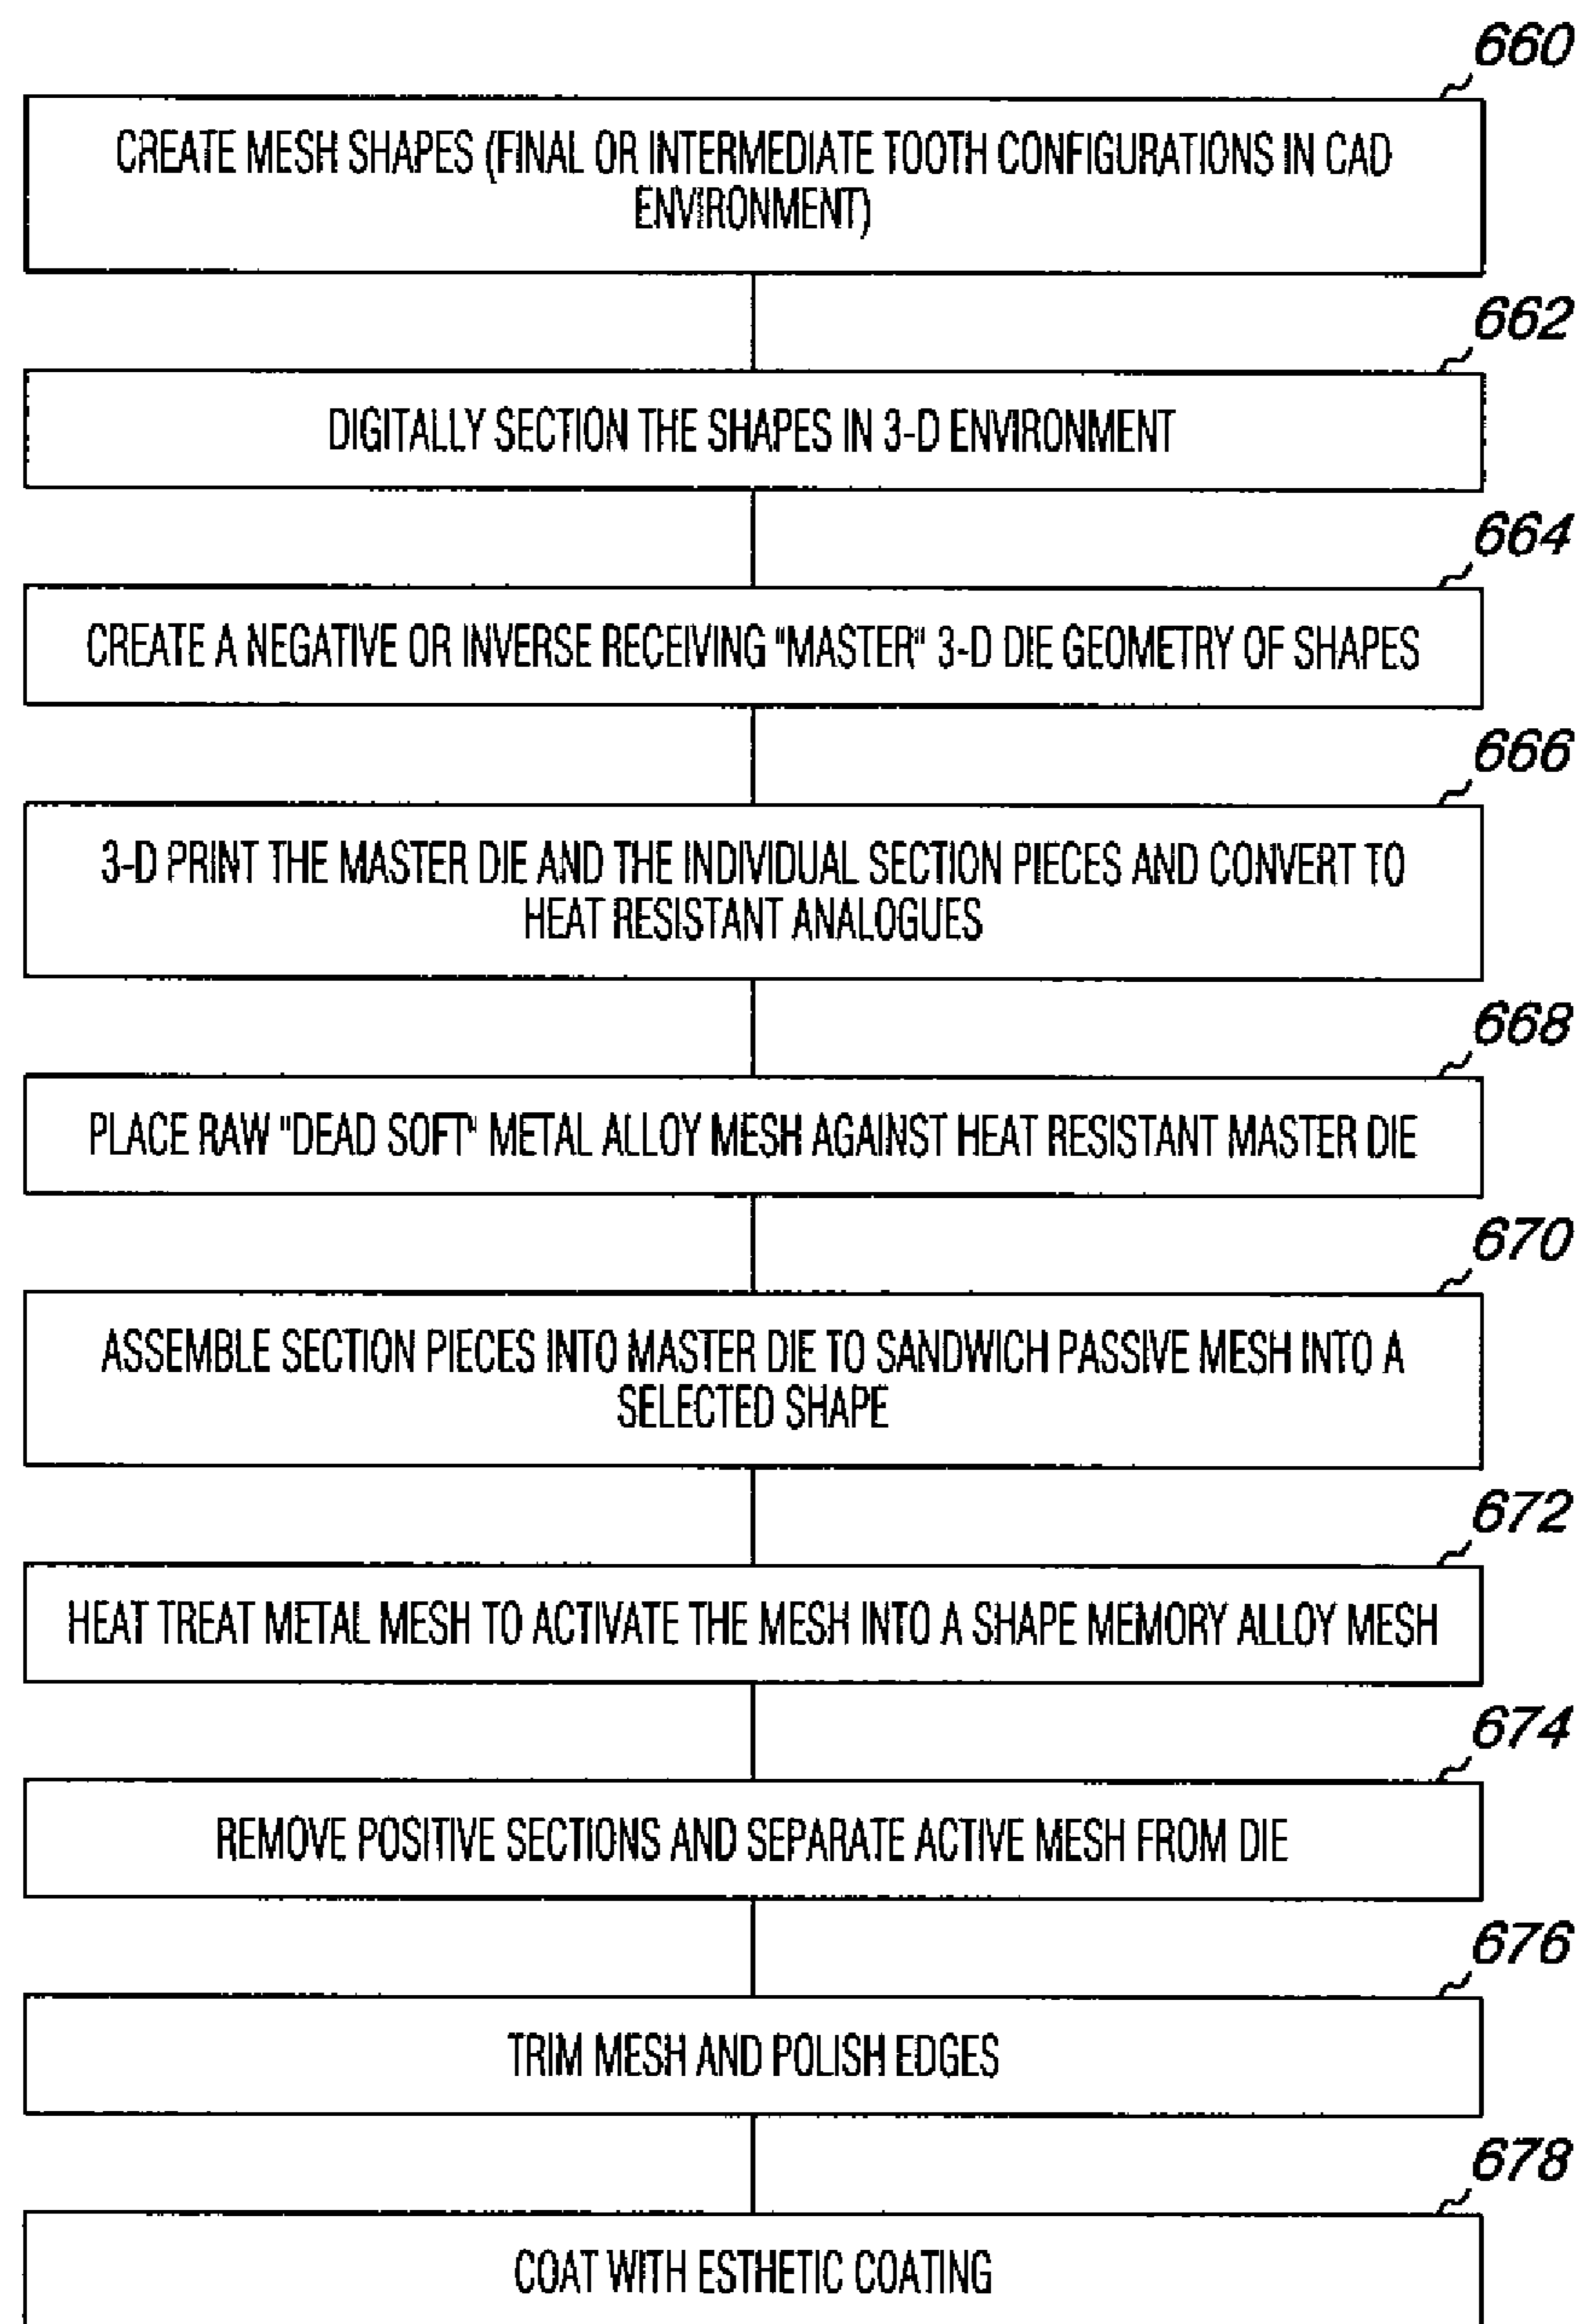 660
CREATE MESH SHAPES (FINAL OR INTERMEDIATE TOOTH CONFIGURATIONS IN CAD
ENVIRONMENT)
662
DIGITALLY SECTION THE SHAPES IN 3-D ENVIRONMENT
664
CREATE A NEGATIVE OR INVERSE RECEIVING "MASTER" 3-D DIE GEOMETRY OF SHAPES
666
3-D PRINT THE MASTER DIE AND THE INDIVIDUAL SECTION PIECES AND CONVERT TO
HEAT RESISTANT ANALOGUES
668
PLACE RAW "DEAD SOFT" METAL ALLOY MESH AGAINST HEAT RESISTANT MASTER DIE
670
ASSEMBLE SECTION PIECES INTO MASTER DIE TO SANDWICH PASSIVE MESH INTO A
SELECTED SHAPE
672
HEAT TREAT METAL MESH TO ACTIVATE THE MESH INTO A SHAPE MEMORY ALLOY MESH
674
REMOVE POSITIVE SECTIONS AND SEPARATE ACTIVE MESH FROM DIE
676
TRIM MESH AND POLISH EDGES
678
COAT WITH ESTHETIC COATING